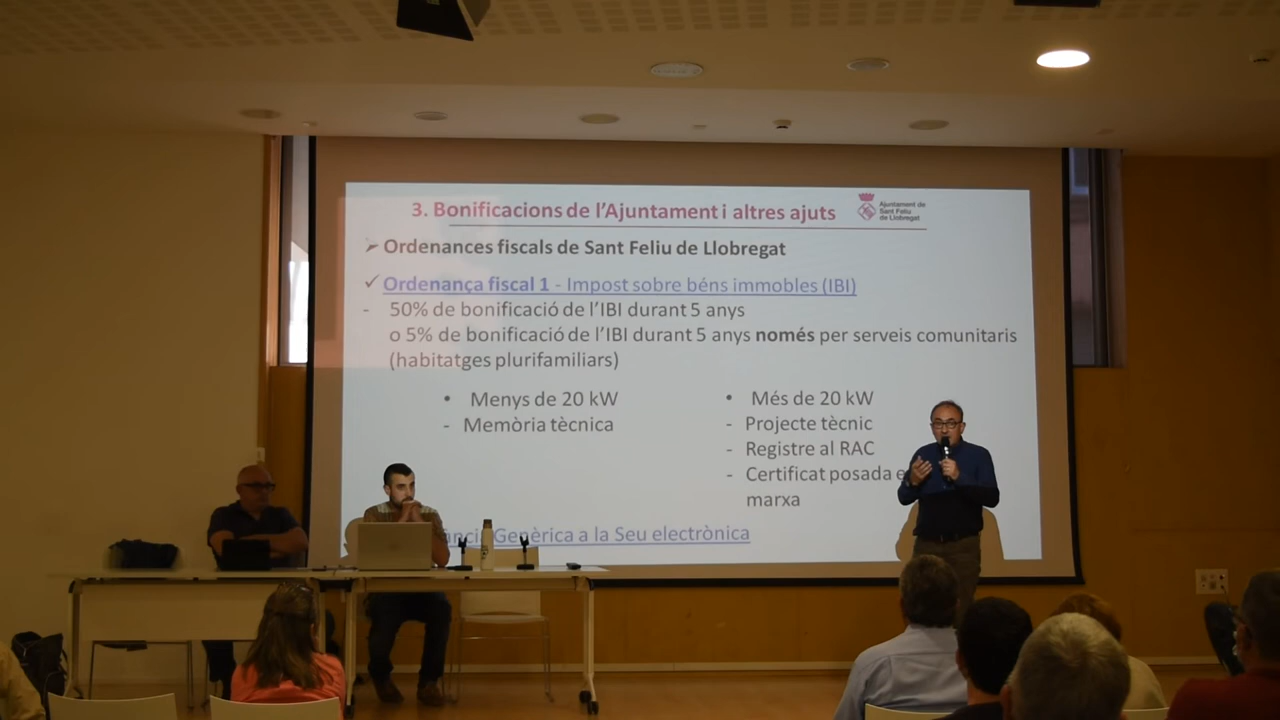 3. Bonificacions de l'Ajuntament i altres ajuts
Ajuntament de
Sant Feliu
de Llobregat
➢ Ordenances fiscals de Sant Feliu de Llobregat
✓ Ordenança fiscal 1 - Impost sobre béns immobles (IBI)
- 50% de bonificació de l'IBI durant 5 anys
o 5% de bonificació de l'IBI durant 5 anys només per serveis comunitaris
(habitatges plurifamiliars)
• Menys de 20 kW
- Memòria tècnica
• Més de 20 kW
- Projecte tècnic
- Registre al RAC
- Certificat posada
marxa
Genèrica a la Seu electrònica